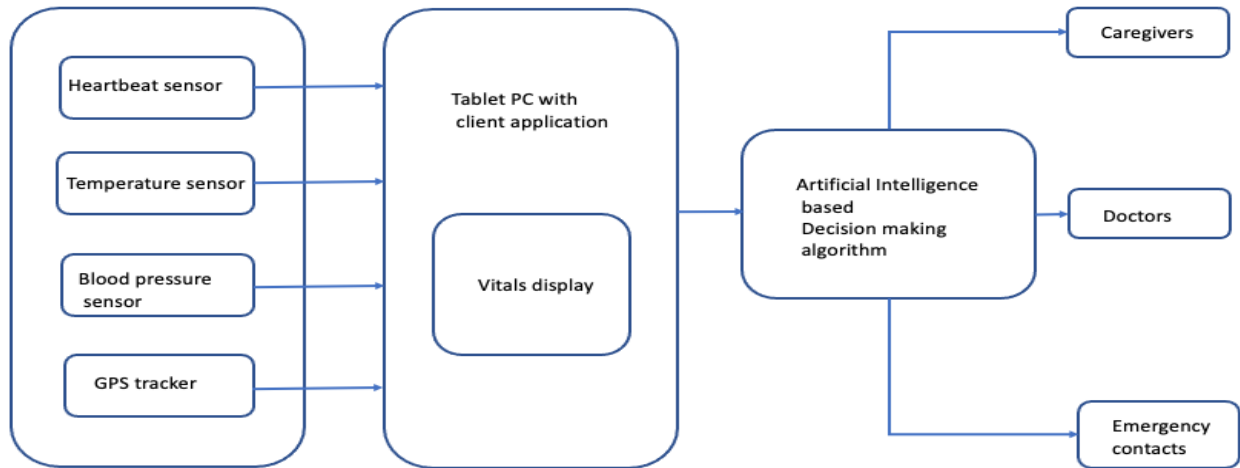 Heartbeat sensor
Temperature sensor
Blood pressure
sensor
GPS tracker
Tablet PC with
client application
Vitals display
Artificial Intelligence
based
Decision making
algorithm
Caregivers
Doctors
Emergency
contacts